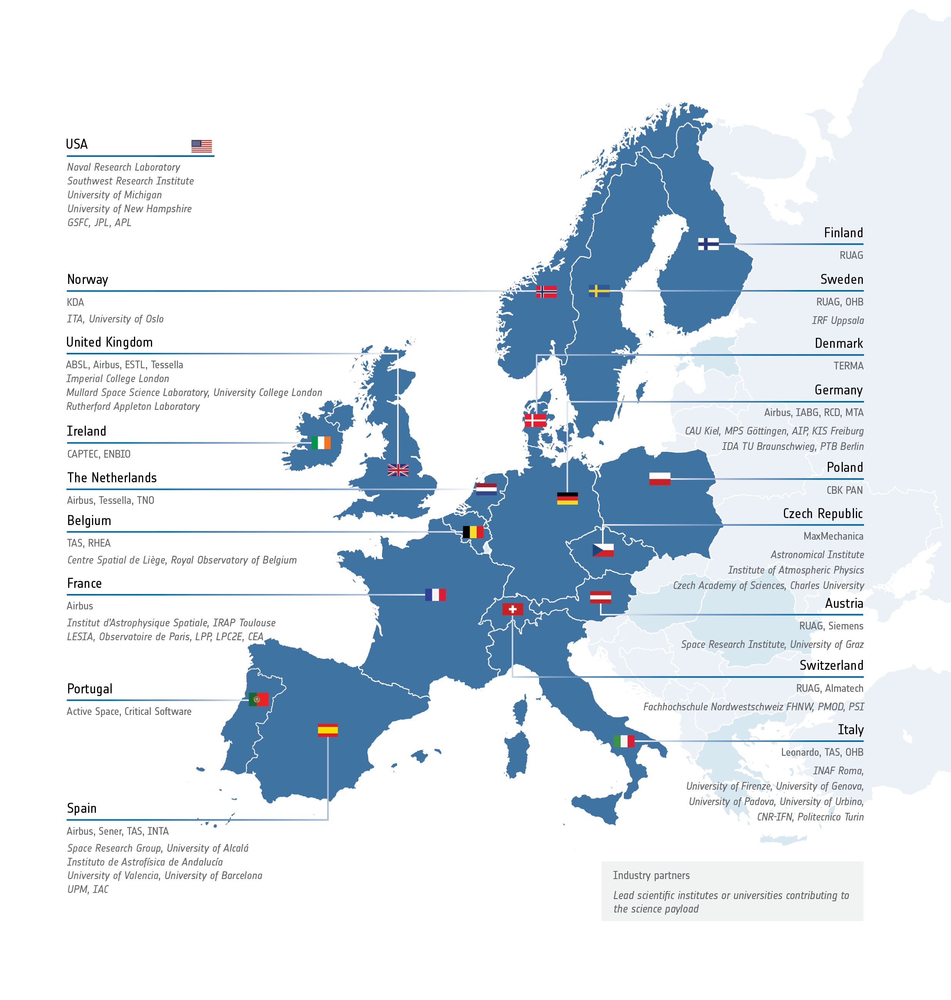 USA
Naval Research Laboratory
Southwest Research Institute
University of Michigan
University of New Hampshire
GSFC, JPL, APL
Norway
KDA
ITA, University of Oslo
United Kingdom
ABSL, Airbus, ESTL, Tessella
Imperial College London
Mullard Space Science Laboratory, University College London
Rutherford Appleton Laboratory
Ireland
CAPTEC, ENBIO
The Netherlands
Airbus, Tessella, TNO
Belgium
TAS, RHEA
Centre Spatial de Liège, Royal Observatory of Belgium
France
Airbus
Institut d'Astrophysique Spatiale, IRAP Toulouse
LESIA, Observatoire de Paris, LPP, LPC2E, CEA
Portugal
Active Space, Critical Software
Spain
Airbus, Sener, TAS, INTA
Space Research Group, University of Alcalá
Instituto de Astrofísica de Andalucía
University of Valencia, University of Barcelona
UPM, IAC
Finland
RUAG
Sweden
RUAG, OHB
IRF Uppsala
Denmark
TERMA
Germany
Airbus, IABG, RCD, MTA
CAU Kiel, MPS Göttingen, AIP, KIS Freiburg
IDA TU Braunschwieg, PTB Berlin
Poland
CBK PAN
Czech Republic
MaxMechanica
Astronomical Institute
Institute of Atmospheric Physics
Czech Academy of Sciences, Charles University
Austria
RUAG, Siemens
Space Research Institute, University of Graz
Switzerland
RUAG, Almatech
Fachhochschule Nordwestschweiz FHNW, PMOD, PSI
Italy
Leonardo, TAS, OHB
INAF Roma,
University of Firenze, University of Genova,
University of Padova, University of Urbino,
CNR-IFN, Politecnico Turin
Industry partners
Lead scientific institutes or universities contributing to
the science payload